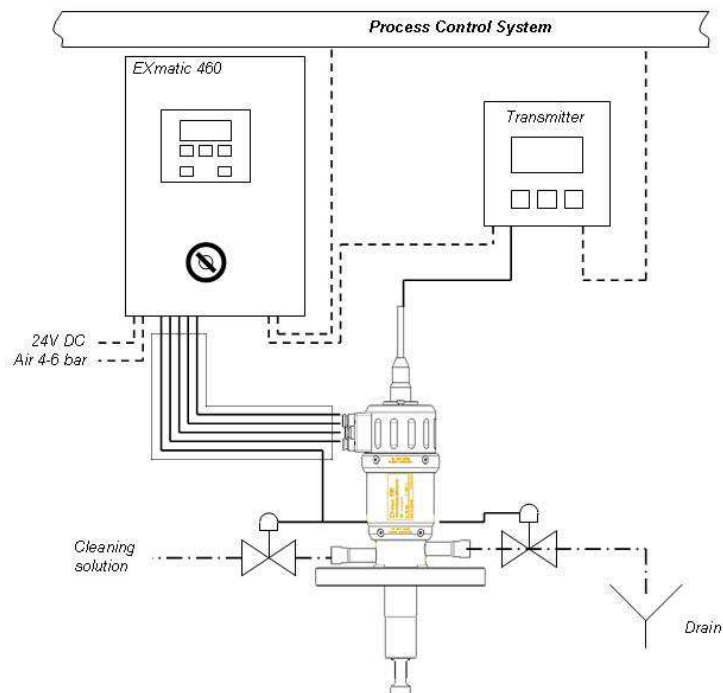 Process Control System
EXmatic 460
Transmitter
24V DC
Air 4-6 bar
Cleaning
solution
Drain